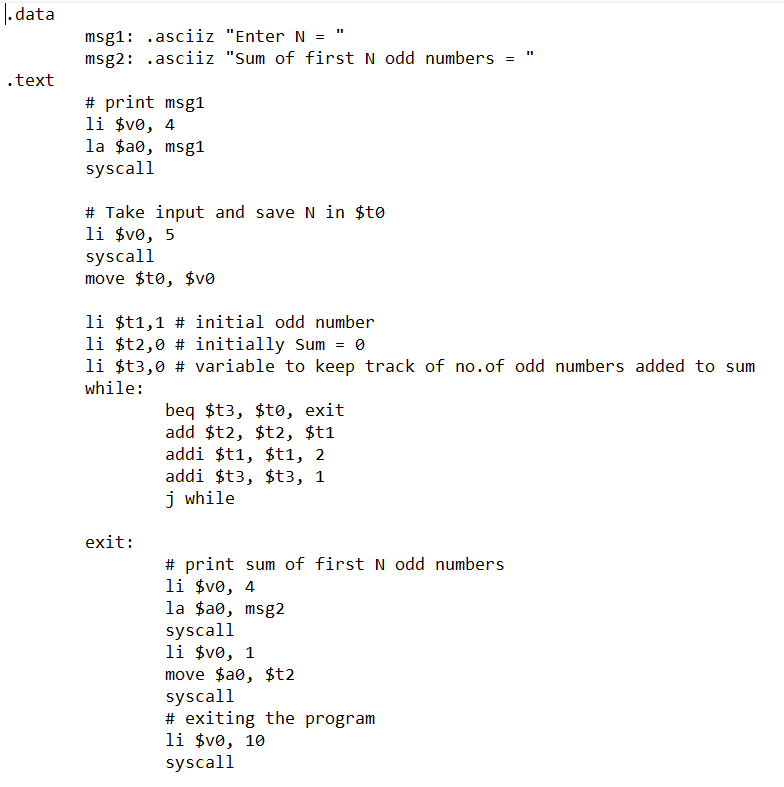 .data
msg1: .asciiz "Enter N = "
msg2: .asciiz "Sum of first N odd numbers = "
.text
# print msg1
li $v0, 4
la $a0, msg1
syscall
# Take input and save N in $t0
li $v0, 5
syscall
move $t0, $v0
li $t1,1 # initial odd number
li $t2,0 # initially Sum = 0
li $t3,0 # variable to keep track of no.of odd numbers added to sum
while:
beq $t3, $t0, exit
add $t2, $t2, $t1
addi $t1, $t1, 2
addi $t3, $t3, 1
j while
exit:
# print sum of first N odd numbers
li $v0, 4
la $a0, msg2
syscall
li $v0, 1
move $a0, $t2
syscall
# exiting the program
li $v0, 10
syscall